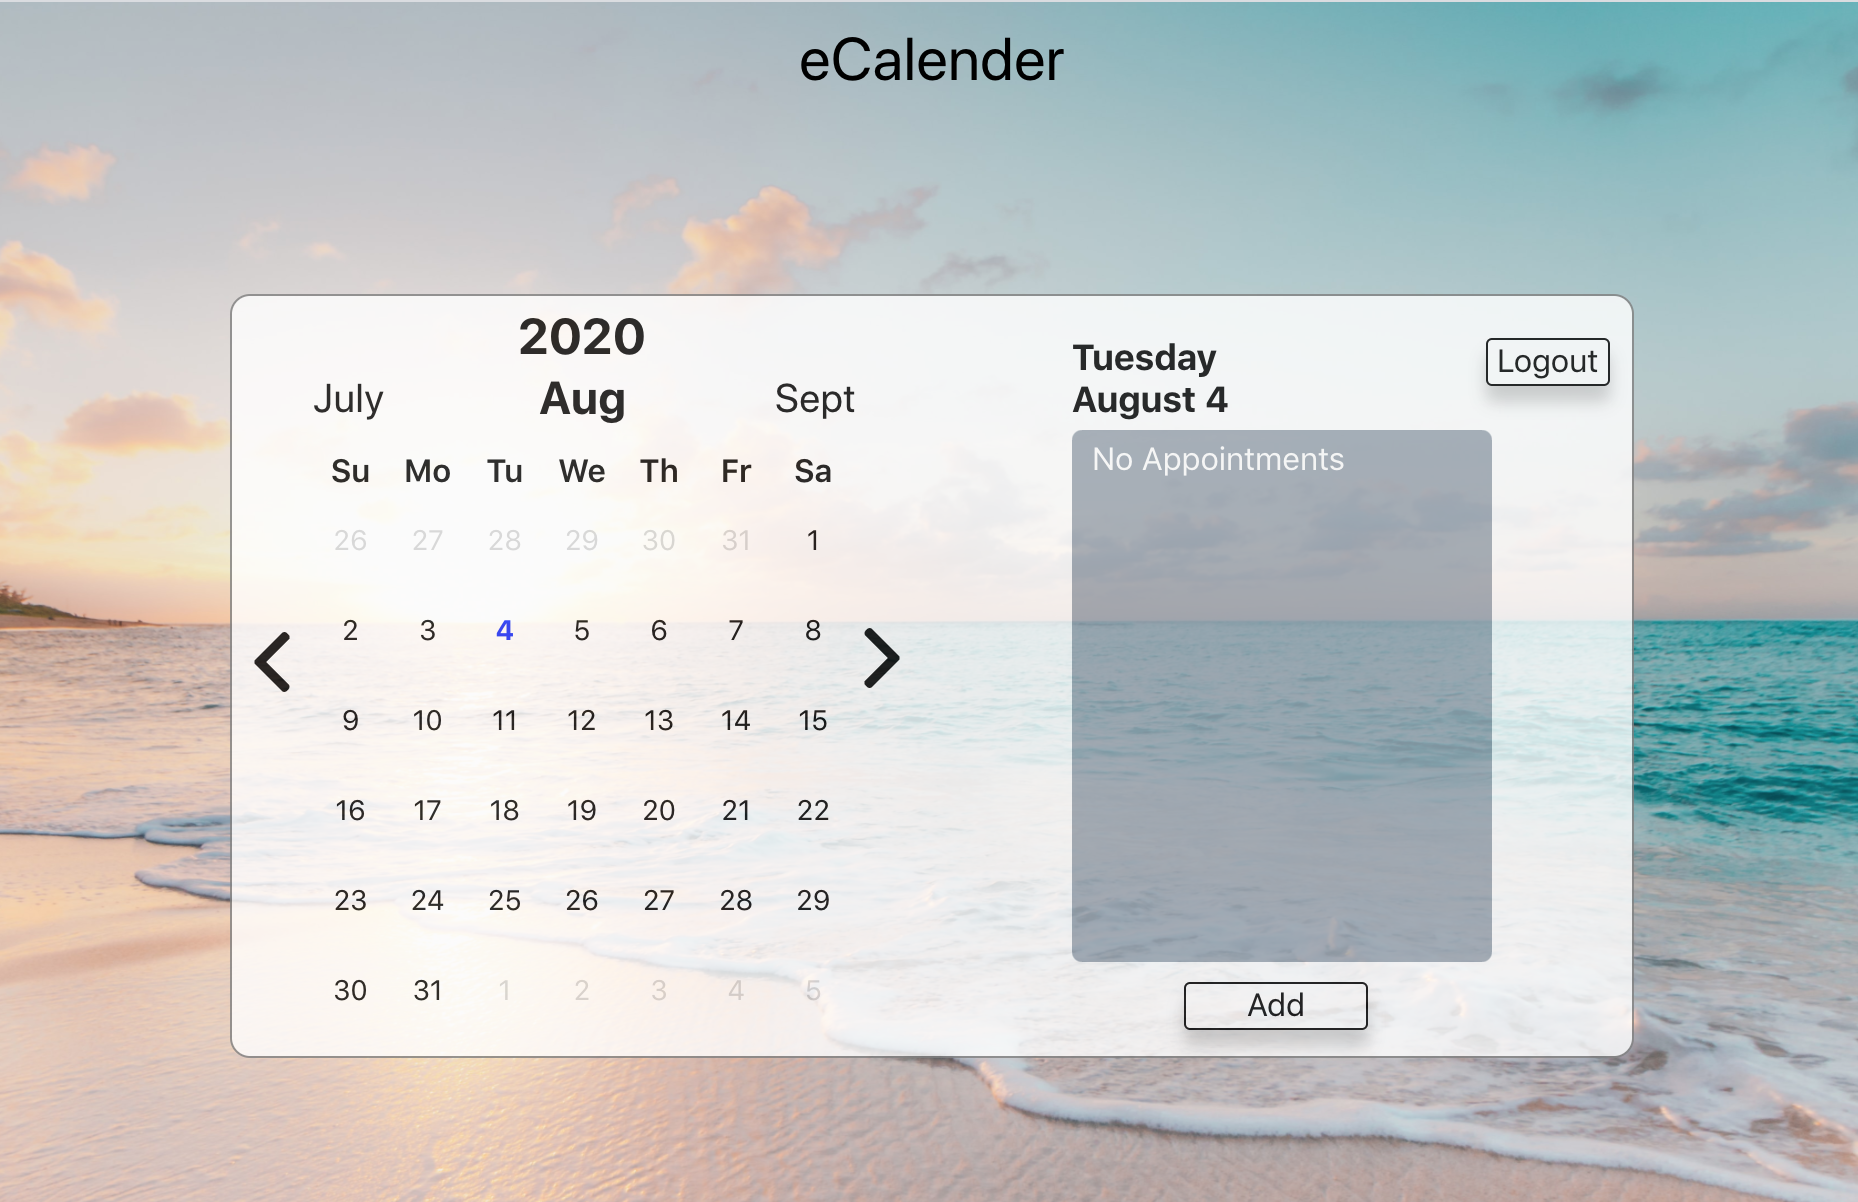 eCalender
2020
July Aug Sept
Su Mo Tu We Th Fr Sa
26 27 28 29 30 31 1
2 3 4 5 6 7 8
9 10 11 12 13 14 15
16 17 18 19 20 21 22
23 24 25 26 27 28 29
30 31 1 2 3 4 5
Tuesday
August 4
Logout
No Appointments
Add